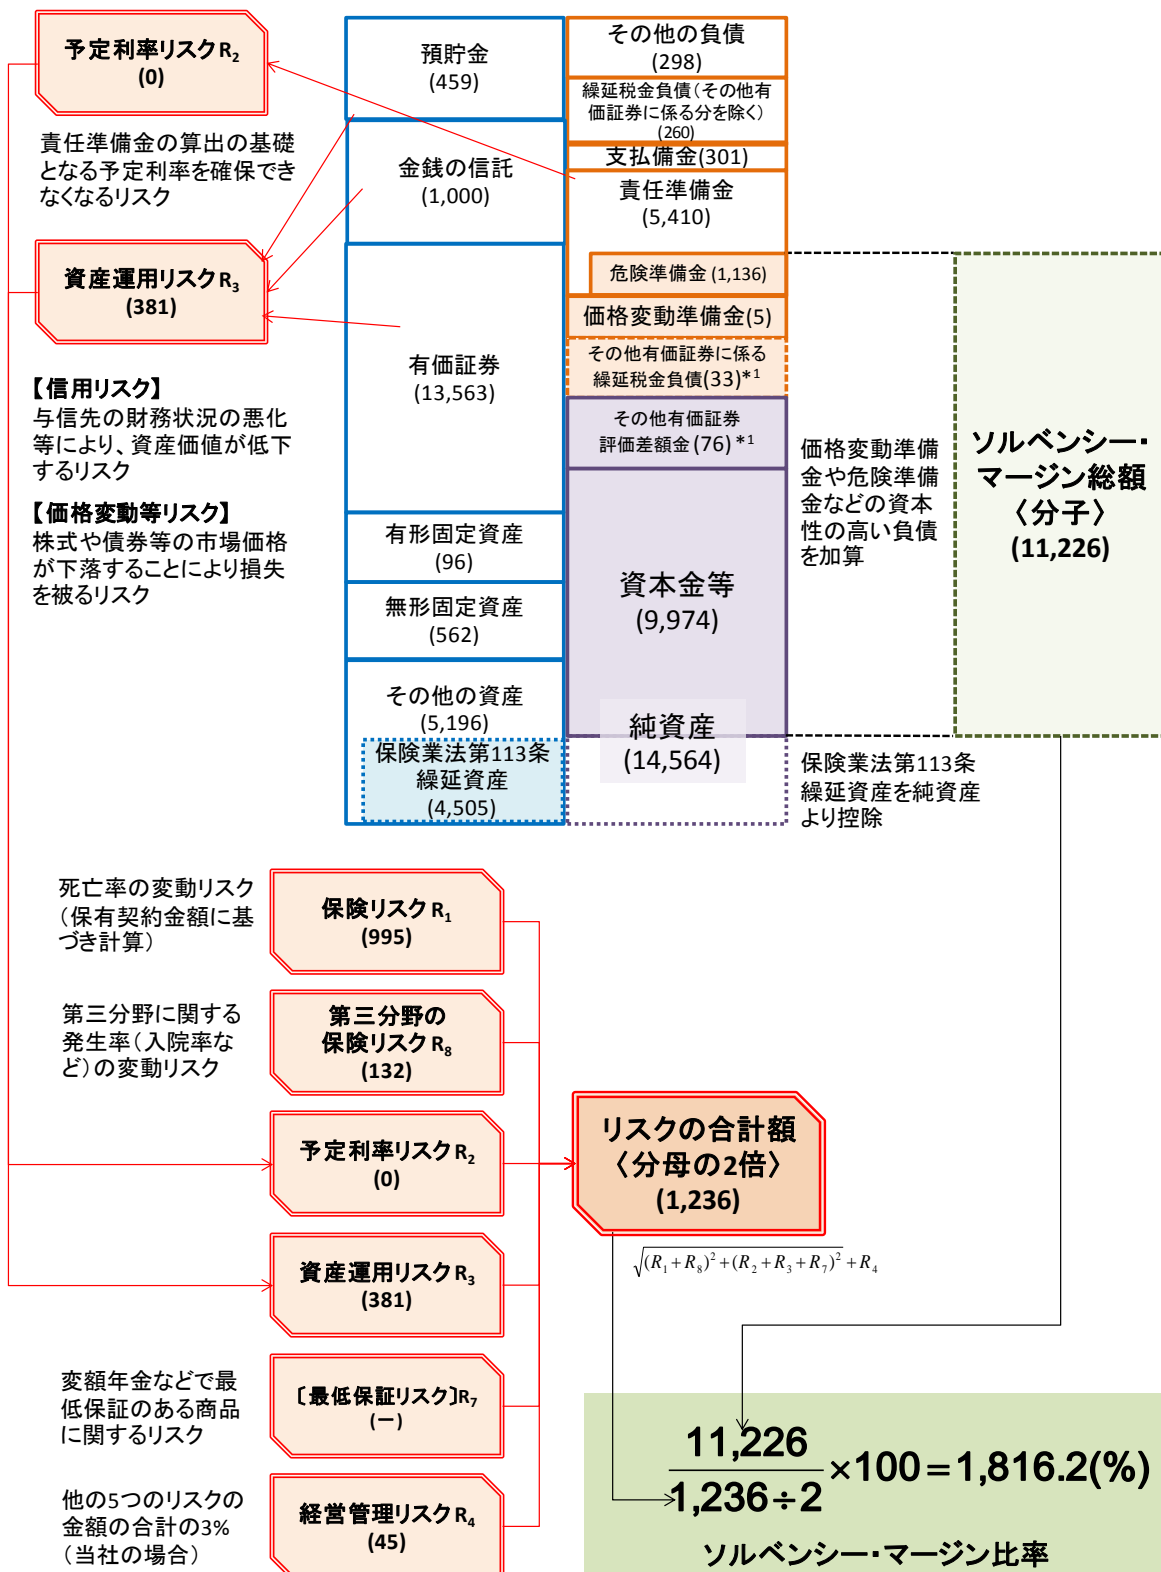 予定利率リスクR2
(0)
責任準備金の算出の基礎
となる予定利率を確保でき
なくなるリスク
資産運用リスクR3
(381)
【信用リスク】
与信先の財務状況の悪化
等により、資産価値が低下
するリスク
【価格変動等リスク】
株式や債券等の市場価格
が下落することにより損失
を被るリスク
預貯金
(459)
金銭の信託
(1,000)
有価証券
(13,563)
有形固定資産
(96)
無形固定資産
(562)
その他の資産
(5,196)
保険業法第113条
繰延資産
(4,505)
その他の負債
(298)
繰延税金負債（その他有
価証券に係る分を除く）
(260)
支払備金(301)
責任準備金
(5,410)
危険準備金(1,136)
価格変動準備金(5)
その他有価証券に係る
繰延税金負債(33)*1
その他有価証券
評価差額金(76)*1
資本金等
(9,974)
純資産
(14,564)
価格変動準備
金や危険準備
金などの資本
性の高い負債
を加算
保険業法第113条
繰延資産を純資産
より控除
ソルベンシー・
マージン総額
〈分子〉
(11,226)
死亡率の変動リスク
（保有契約金額に基
づき計算）
保険リスクR1
(995)
第三分野に関する
発生率（入院率な
ど）の変動リスク
第三分野の
保険リスクR8
(132)
予定利率リスクR2
(0)
資産運用リスクR3
(381)
変額年金などで最
低保証のある商品
に関するリスク
〔最低保証リスク〕R7
(ー)
他の5つのリスクの
金額の合計の3%
（当社の場合）
経営管理リスクR4
(45)
リスクの合計額
〈分母の2倍〉
(1,236)
√(R1+R8)²+(R2+R3+R7)²+R4
11,226
1,236÷2
×100＝1,816.2(%)
ソルベンシー・マージン比率